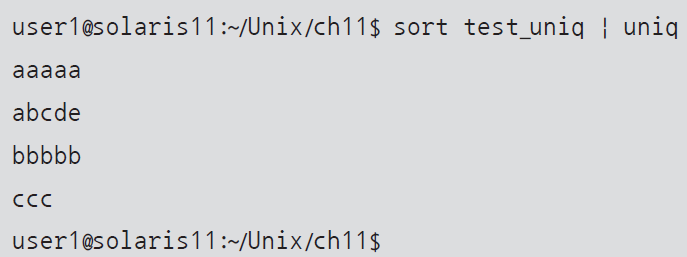 user1@solaris11:~/Unix/ch11$ sort test_uniq ¦ uniq
aaaaa
abcde
bbbbb
ccc
user1@solaris11:~/Unix/ch11$